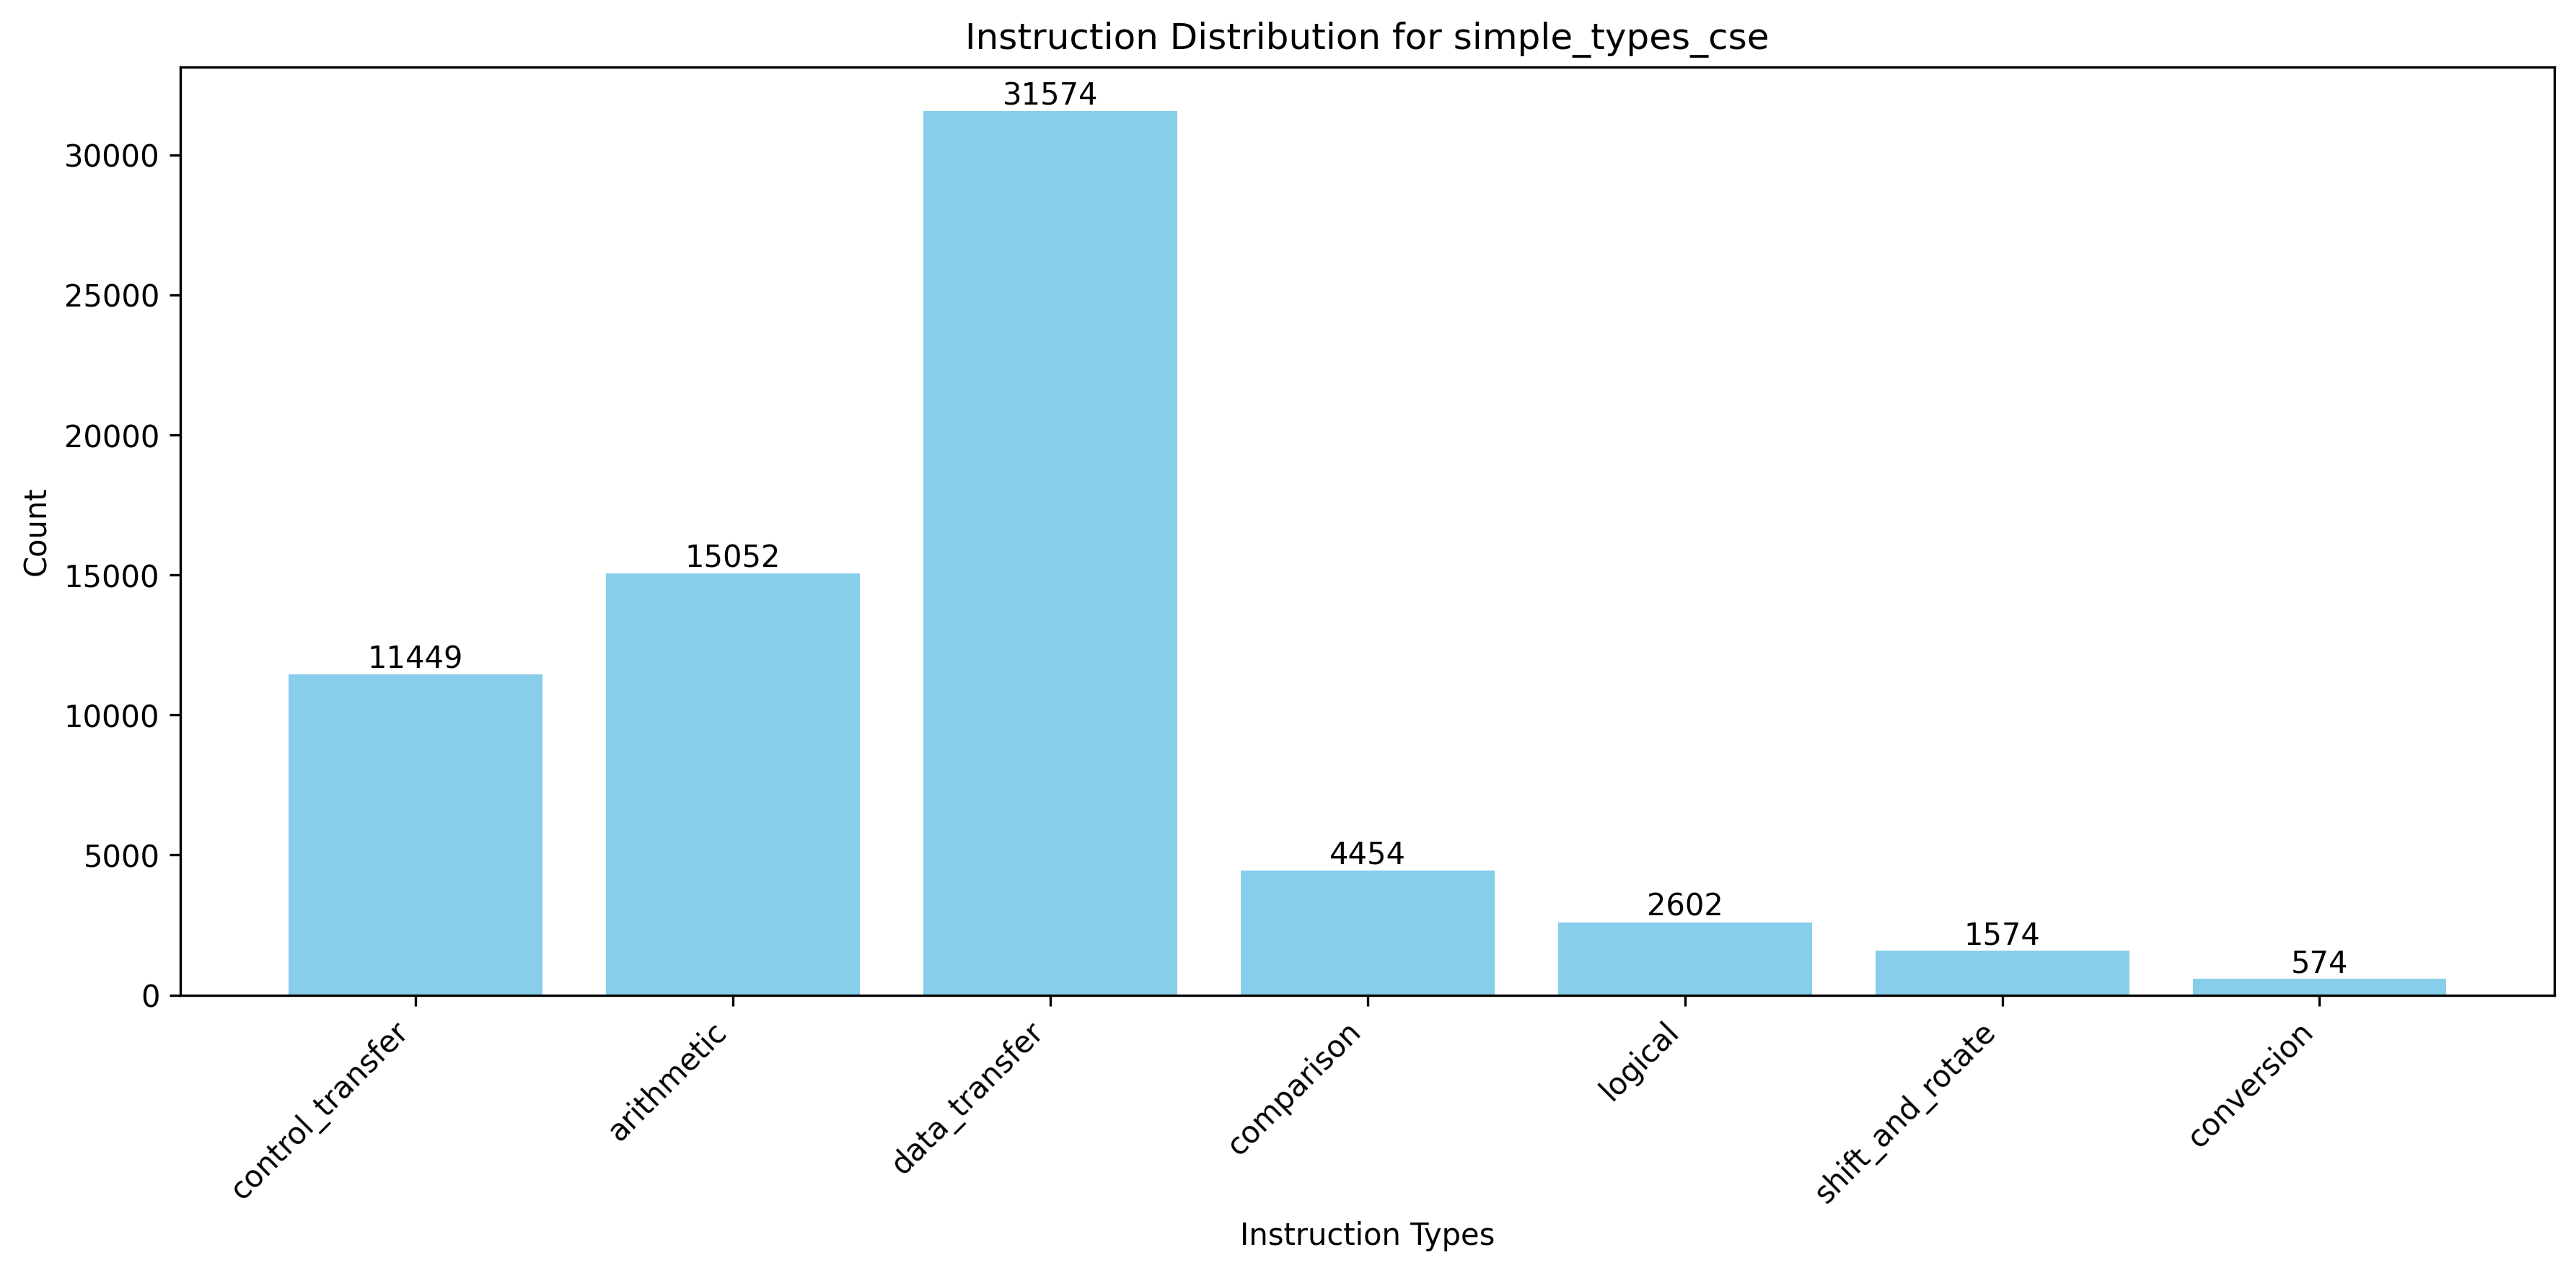 Instruction Distribution for simple_types_cse
31574
30000
25000
20000
15052
15000
Count
11449
10000
5000
4454
2602
1574
574
0
control_transfer
arithmetic
data_transfer
comparison
logical
shift_and_rotate
conversion
Instruction Types